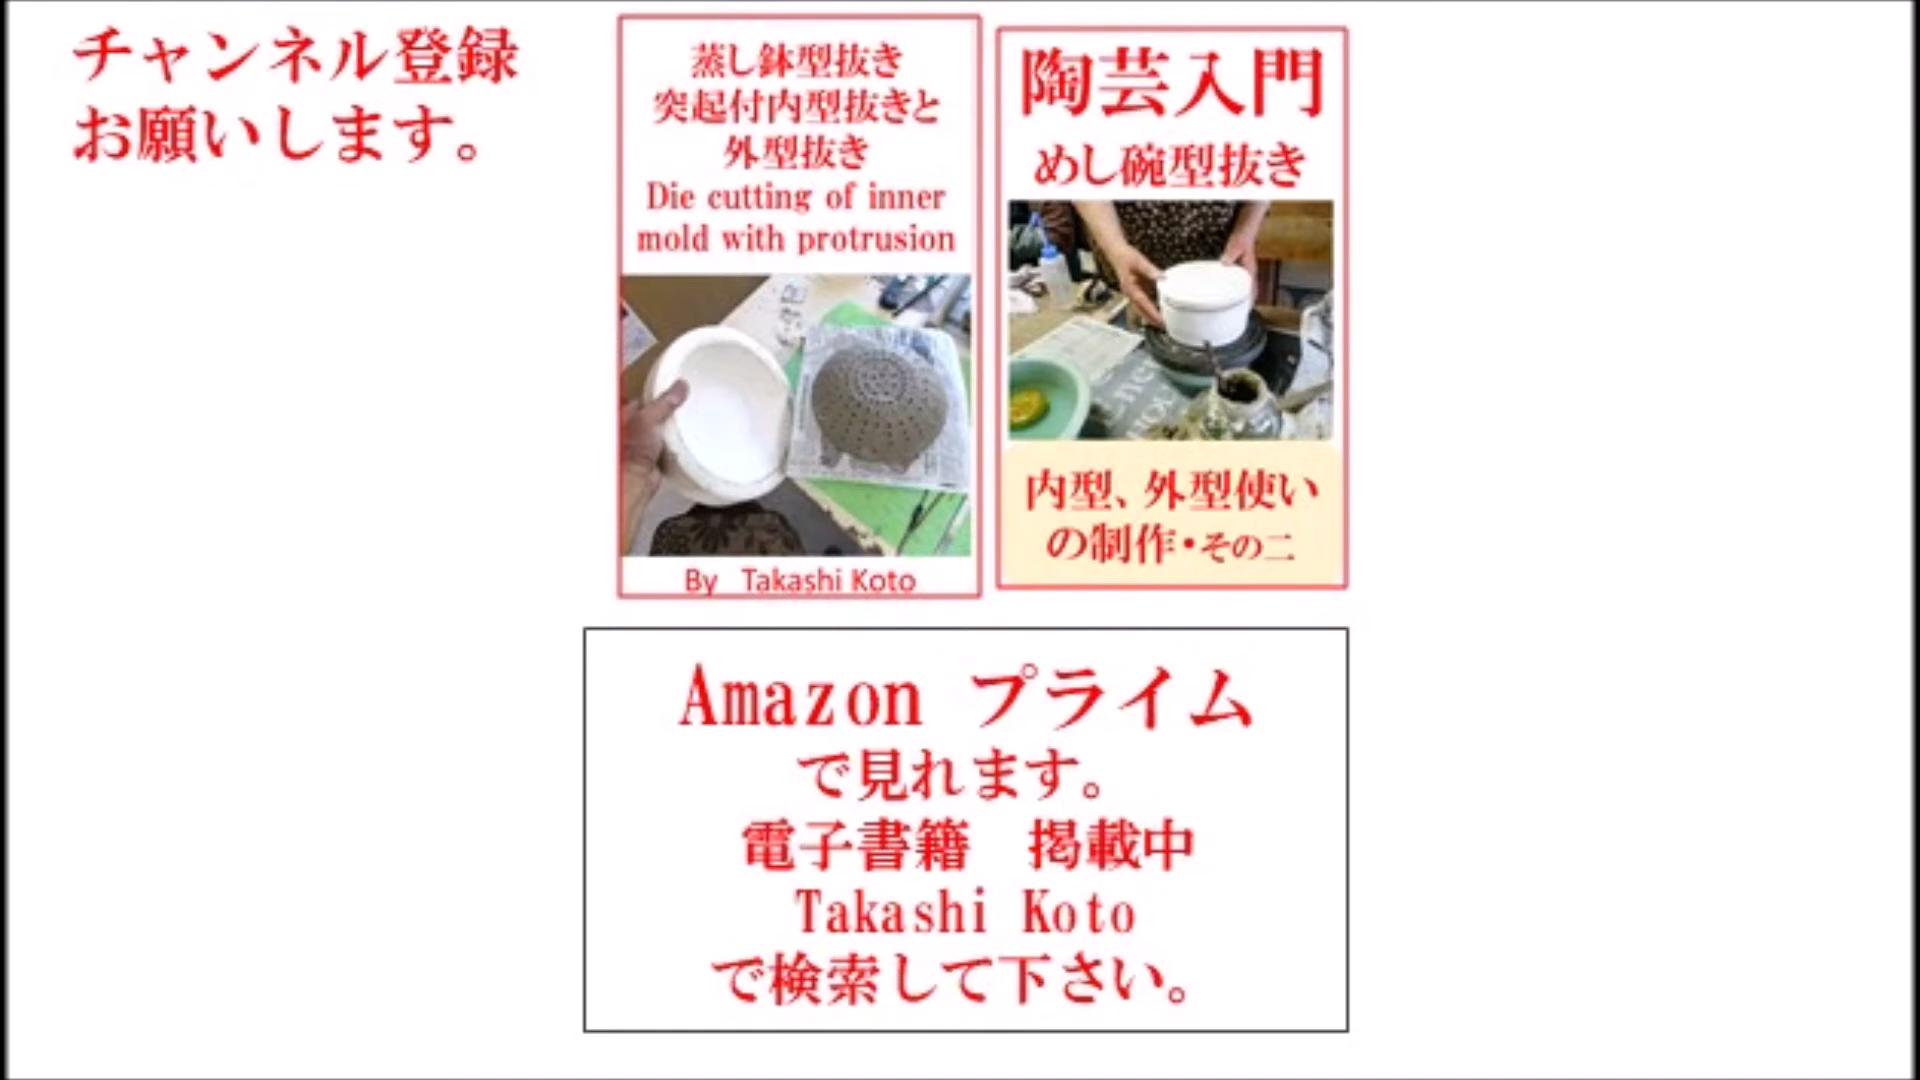 チャンネル登録
お願いします。
蒸し鉢型抜き
突起付内型抜きと
外型抜き
Die cutting of inner
mold with protrusion
By Takashi Koto
陶芸入門
めし碗型抜き
内型、外型使い
の制作・その二
Amazon プライム
で見れます。
電子書籍 掲載中
Takashi Koto
で検索して下さい。